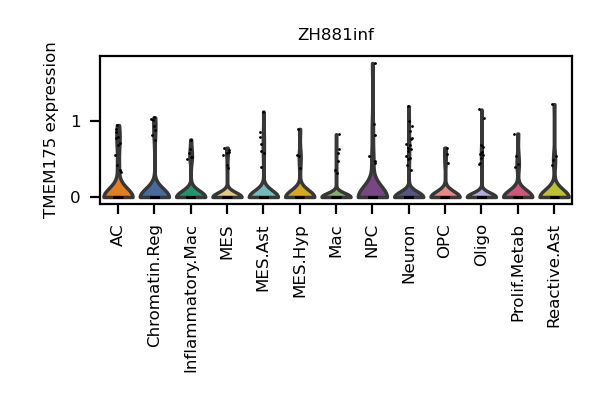 ZH881inf
TMEM175 expression
1
0
AC
Chromatin.Reg
Inflammatory.Mac
MES
MES.Ast
MES.Hyp
Mac
NPC
Neuron
OPC
Oligo
Prolif.Metab
Reactive.Ast